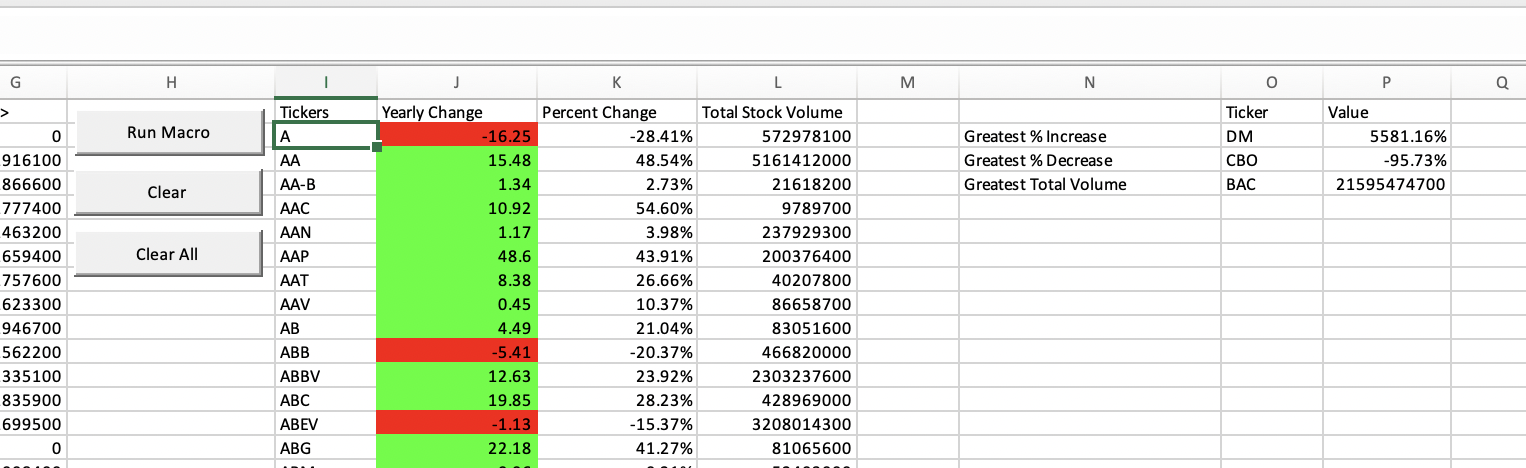 G H I J K L M N O P Q
> Tickers Yearly Change Percent Change Total Stock Volume Ticker Value
0 Run Macro A -16.25 -28.41% 572978100 Greatest % Increase DM 5581.16%
916100 AA 15.48 48.54% 5161412000 Greatest % Decrease CBO -95.73%
866600 Clear AA-B 1.34 2.73% 21618200 Greatest Total Volume BAC 21595474700
777400 AAC 10.92 54.60% 9789700
463200 AAN 1.17 3.98% 237929300
659400 Clear All AAP 48.6 43.91% 200376400
757600 AAT 8.38 26.66% 40207800
623300 AAV 0.45 10.37% 86658700
946700 AB 4.49 21.04% 83051600
562200 ABB -5.41 -20.37% 466820000
335100 ABBV 12.63 23.92% 2303237600
835900 ABC 19.85 28.23% 428969000
699500 ABEV -1.13 -15.37% 3208014300
0 ABG 22.18 41.27% 81065600